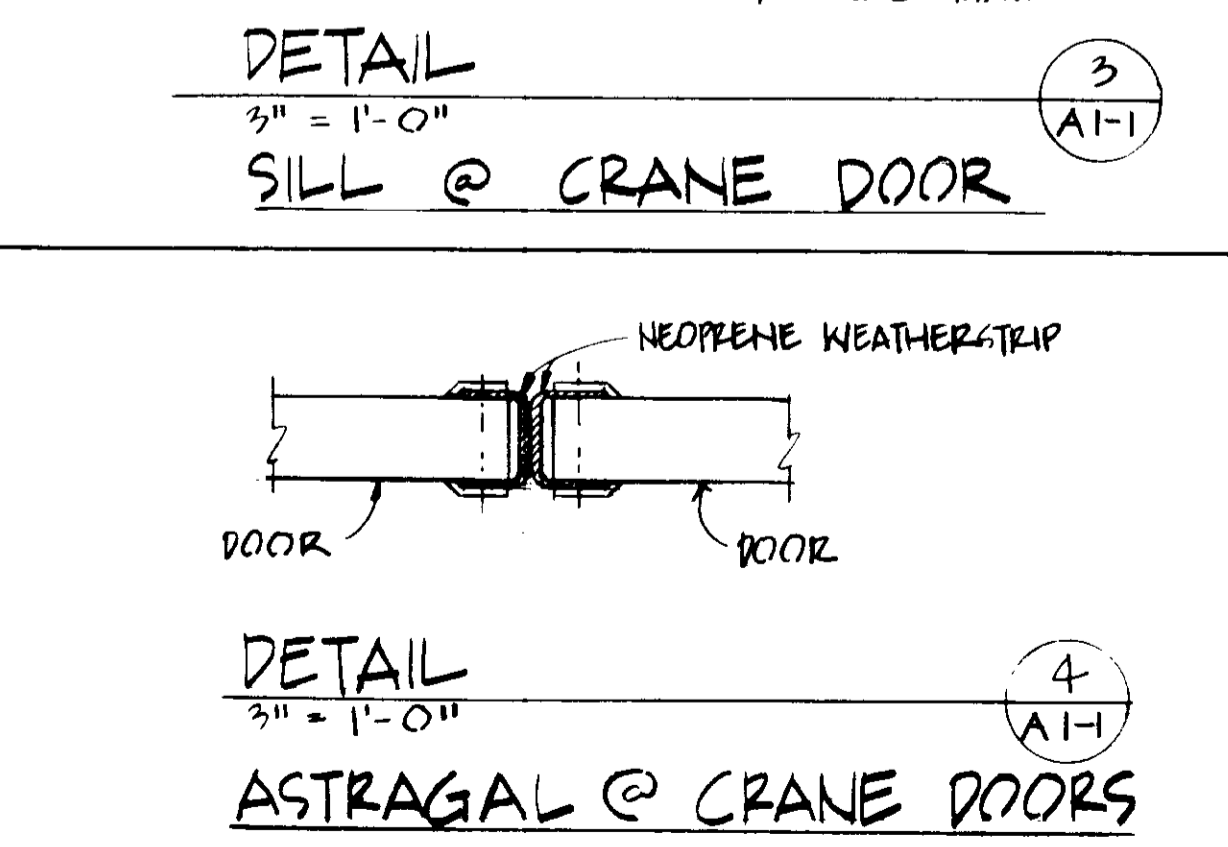 DETAIL
3
3" = 1'-0"
A1-1
SILL @ CRANE DOOR
NEOPRENE WEATHERSTRIP
DOOR
DOOR
DETAIL
4
3" = 1'-0"
A1-1
ASTRAGAL @ CRANE DOORS